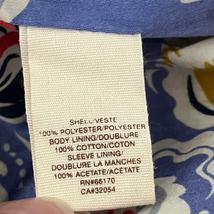 SHELL/VESTE
100% POLYESTER/POLYESTER
BODY LINING/DOUBLURE
100% COTTON/COTON
SLEEVE LINING/
DOUBLURE LA MANCHES
100% ACETATE/ACETATE
RN#66170
CA#32054